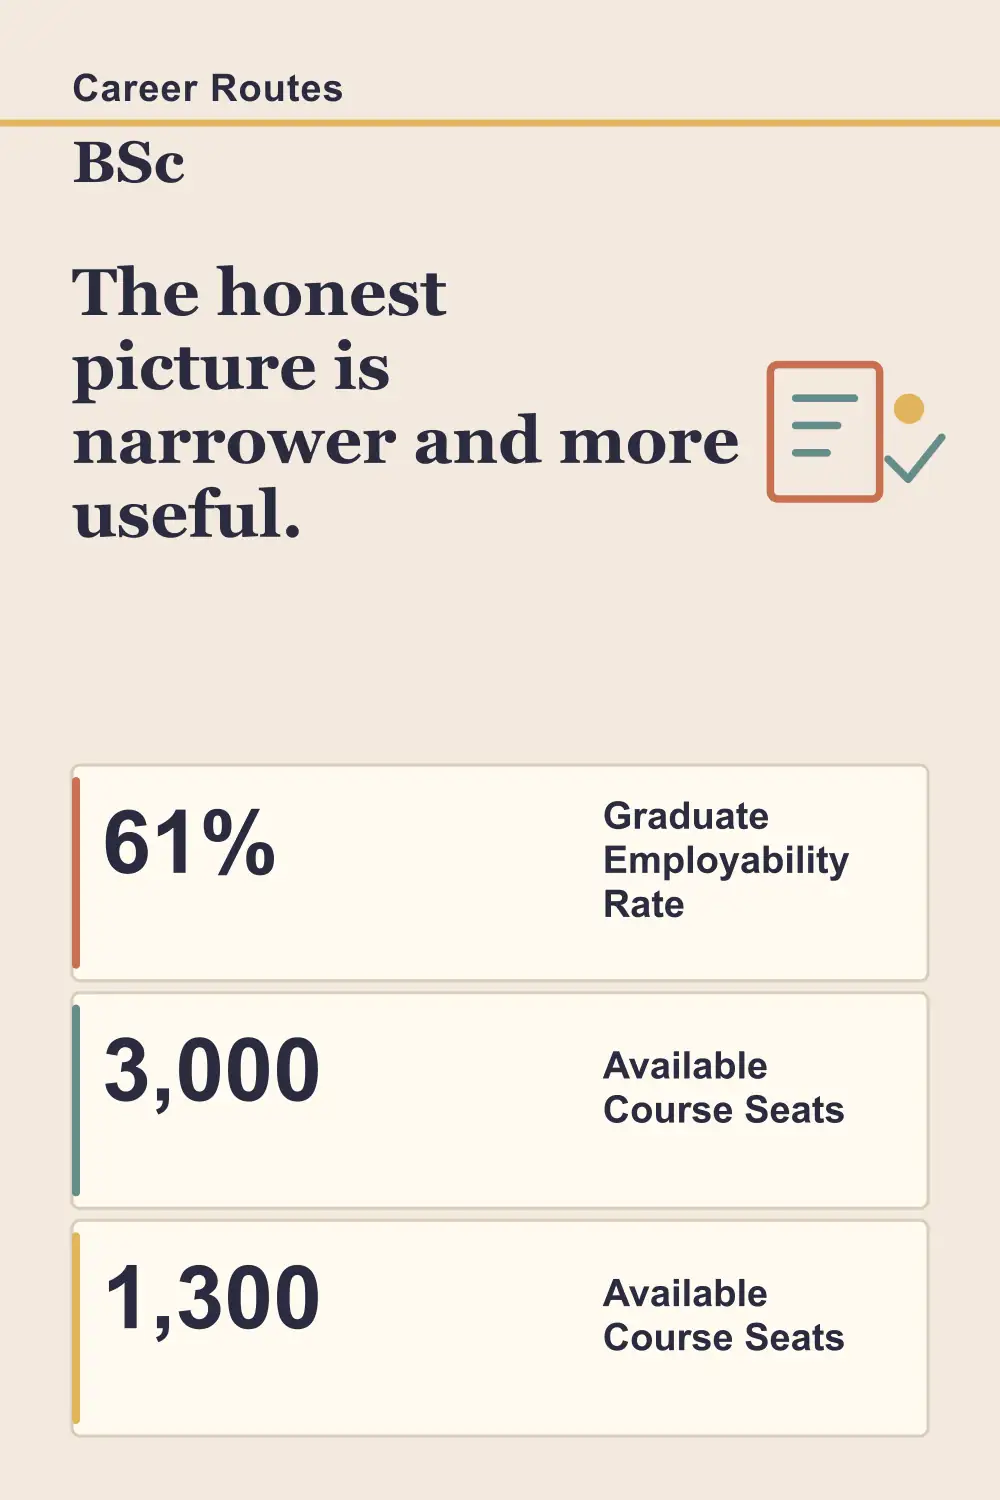 Career Routes
BSc
The honest
picture is
narrower and more
useful.
61%
Graduate
Employability
Rate
3,000
Available
Course Seats
1,300
Available
Course Seats